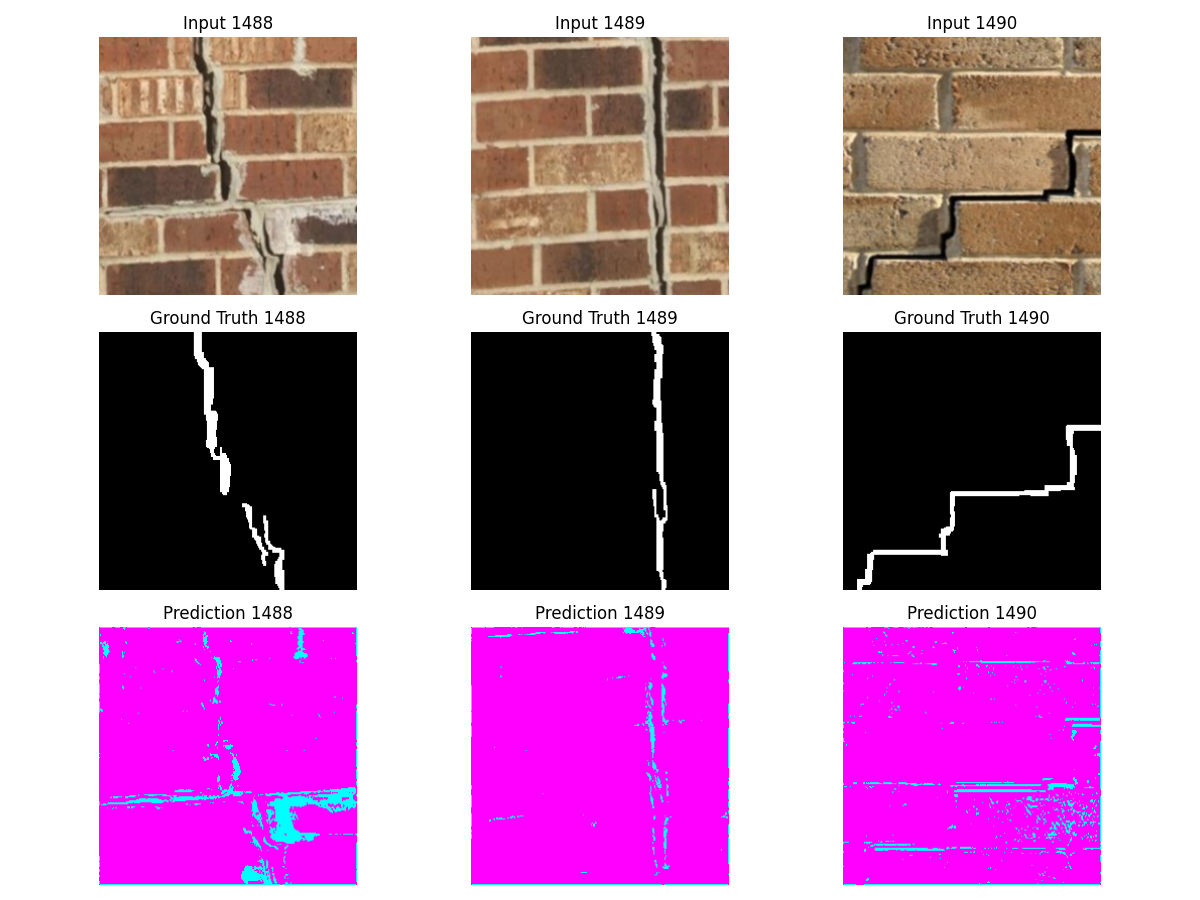 Input 1488
Input 1489
Input 1490
Ground Truth 1488
Ground Truth 1489
Ground Truth 1490
Prediction 1488
Prediction 1489
Prediction 1490